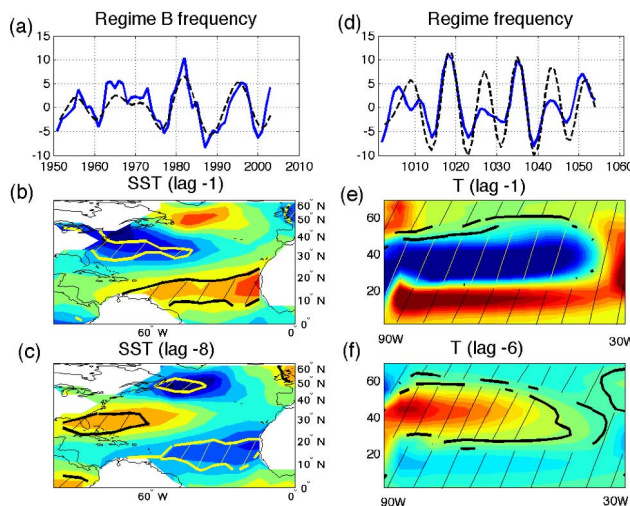 (a) Regime B frequency
15
10
5
0
-5
-10
1950 1960 1970 1980 1990 2000 2010
(b) SST (lag -1)
60° N
50° N
40° N
30° N
20° N
10° N
0°
60° W 0°
(c) SST (lag -8)
60° N
50° N
40° N
30° N
20° N
10° N
0°
60° W 0°
(d) Regime frequency
15
10
5
0
-5
-10
1010 1020 1030 1040 1050 1060
(e) T (lag -1)
60
40
20
90W 30W
(f) T (lag -6)
60
40
20
90W 30W